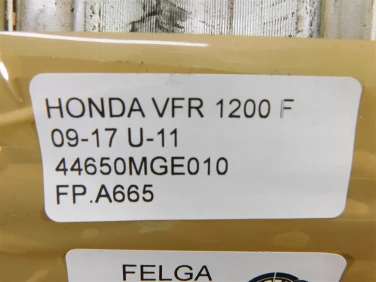 HONDA VFR 1200 F
09-17 U-11
44650MGE010
FP.A665
FELGA